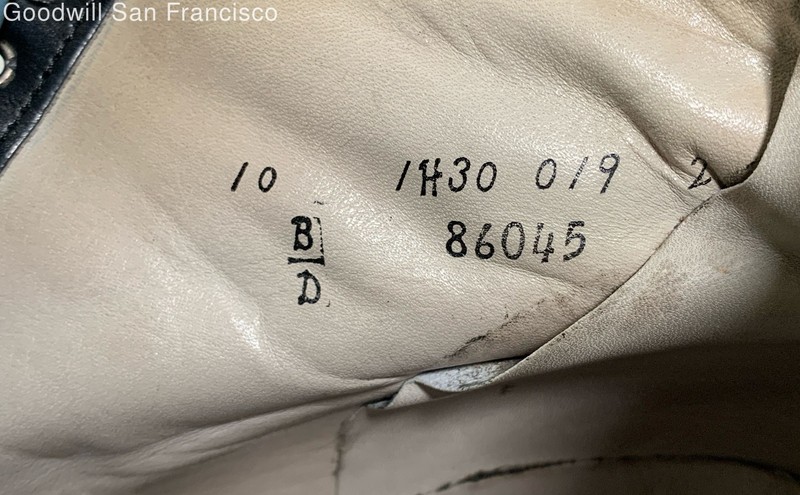 Goodwill San Francisco
10 1H30 019 2
B 86045
D